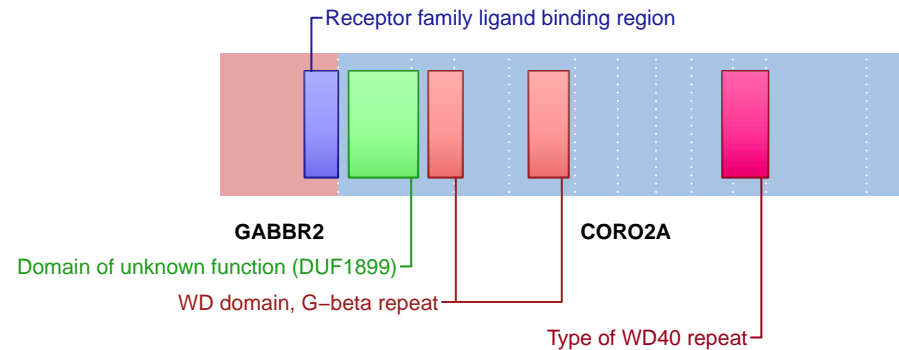 Receptor family ligand binding region
GABBR2
CORO2A
Domain of unknown function (DUF1899)
WD domain, G−beta repeat
Type of WD40 repeat